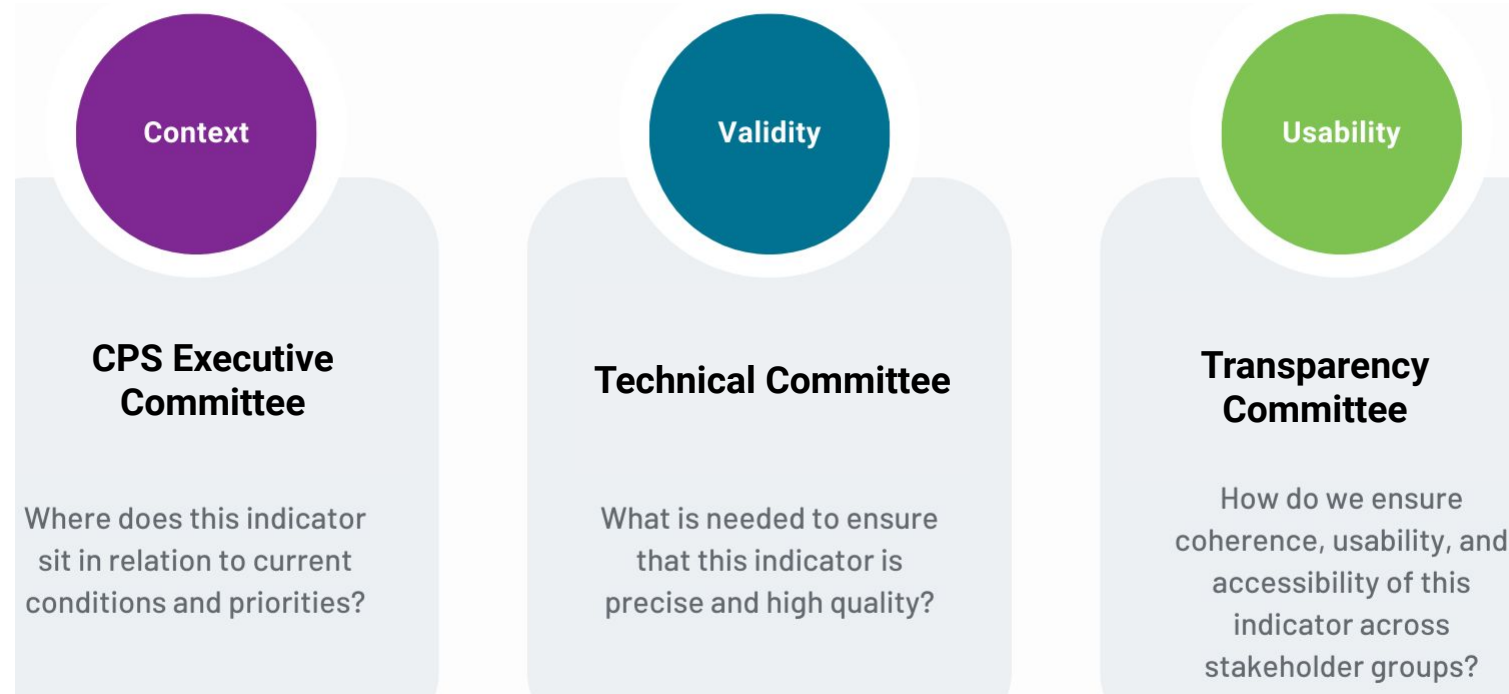 Context
CPS Executive
Committee
Where does this indicator
sit in relation to current
conditions and priorities?
Validity
Technical Committee
What is needed to ensure
that this indicator is
precise and high quality?
Usability
Transparency
Committee
How do we ensure
coherence, usability, and
accessibility of this
indicator across
stakeholder groups?